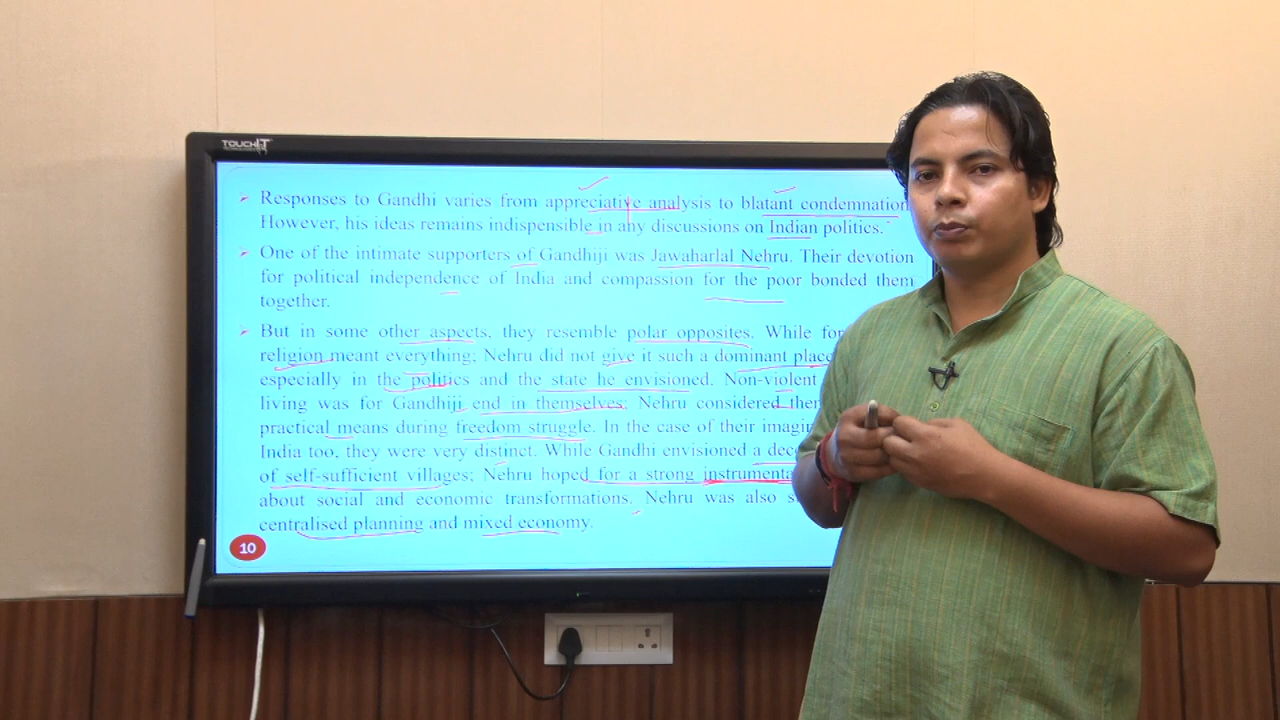 TOUCHIT
Responses to Gandhi varies from appreciative analysis to blatant condemnation
However, his ideas remains indispensible in any discussions on Indian politics.
One of the intimate supporters of Gandhiji was Jawaharlal Nehru. Their devotion
for political independence of India and compassion for the poor bonded them
together.
But in some other aspects, they resemble polar opposites. While for
religion meant everything; Nehru did not give it such a dominant place
especially in the politics and the state he envisioned. Non-violent
living was for Gandhiji end in themselves; Nehru considered
practical means during freedom struggle. In the case of their
India too, they were very distinct. While Gandhi envisioned a
of self-sufficient villages; Nehru hoped for a strong
about social and economic transformations. Nehru was also
centralised planning and mixed economy.
10